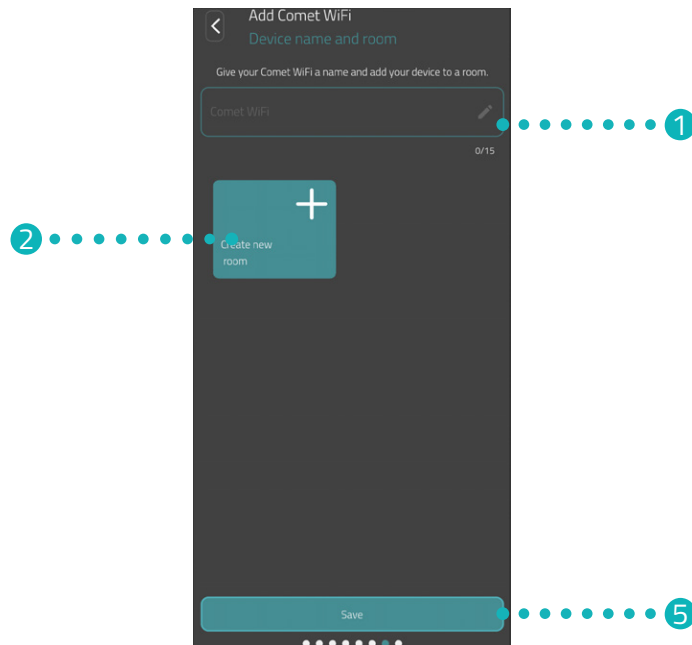 Add Comet WiFi
Device name and room
Give your Comet WiFi a name and add your device to a room.
Comet WiFi
1
0/15
2
Create new
room
Save
5